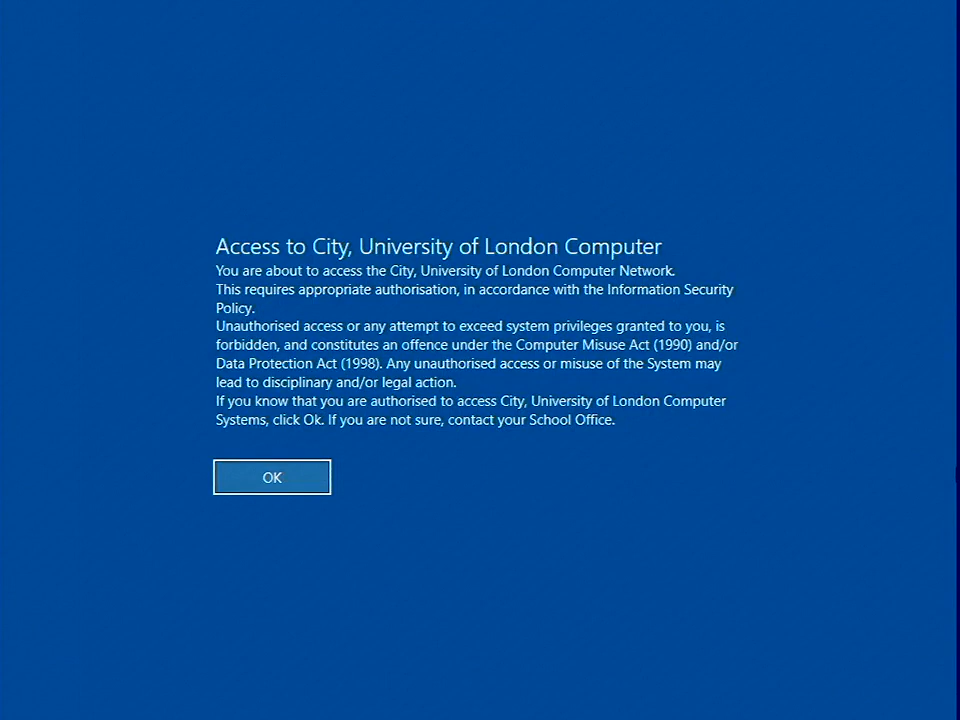 Access to City, University of London Computer
You are about to access the City, University of London Computer Network.
This requires appropriate authorisation, in accordance with the Information Security
Policy.
Unauthorised access or any attempt to exceed system privileges granted to you, is
forbidden, and constitutes an offence under the Computer Misuse Act (1990) and/or
Data Protection Act (1998). Any unauthorised access or misuse of the System may
lead to disciplinary and/or legal action.
If you know that you are authorised to access City, University of London Computer
Systems, click Ok. If you are not sure, contact your School Office.
OK